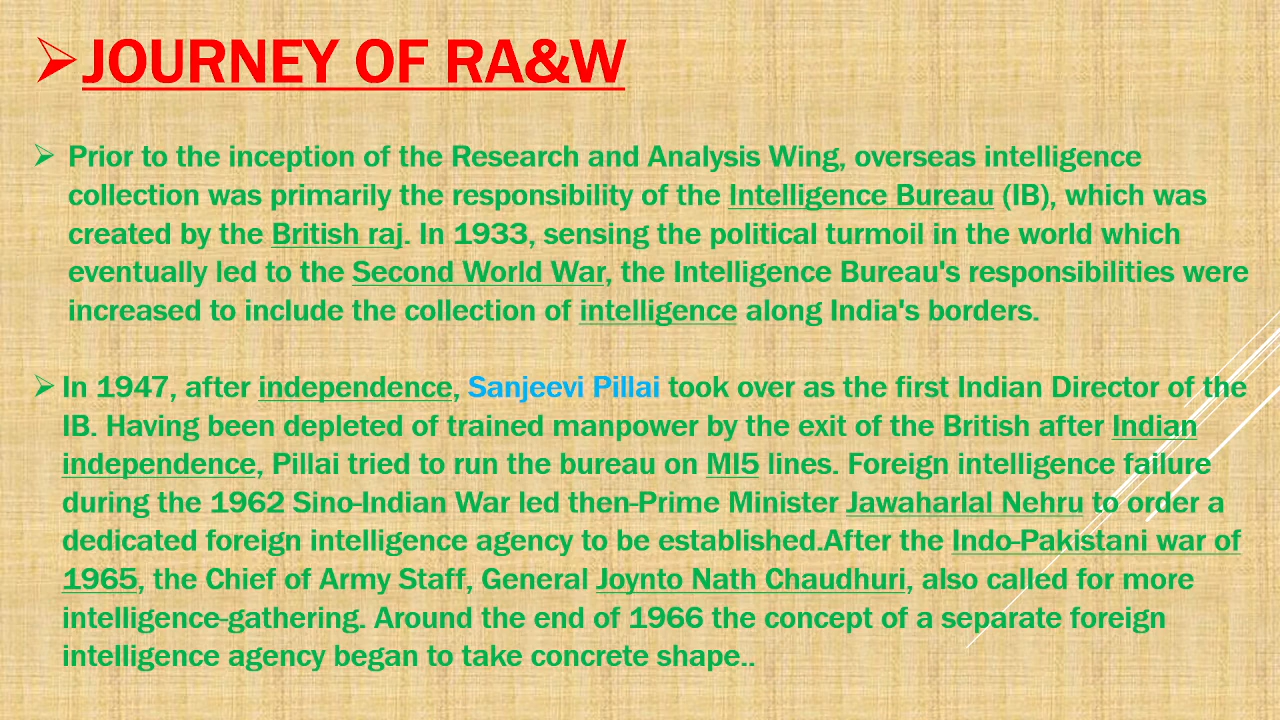 JOURNEY OF RA&W
Prior to the inception of the Research and Analysis Wing, overseas intelligence
collection was primarily the responsibility of the Intelligence Bureau (IB), which was
created by the British raj. In 1933, sensing the political turmoil in the world which
eventually led to the Second World War, the Intelligence Bureau's responsibilities were
increased to include the collection of intelligence along India's borders.
In 1947, after independence, Sanjeevi Pillai took over as the first Indian Director of the
IB. Having been depleted of trained manpower by the exit of the British after Indian
independence, Pillai tried to run the bureau on MI5 lines. Foreign intelligence failure
during the 1962 Sino-Indian War led then-Prime Minister Jawaharlal Nehru to order a
dedicated foreign intelligence agency to be established.After the Indo-Pakistani war of
1965, the Chief of Army Staff, General Joynto Nath Chaudhuri, also called for more
intelligence-gathering. Around the end of 1966 the concept of a separate foreign
intelligence agency began to take concrete shape..